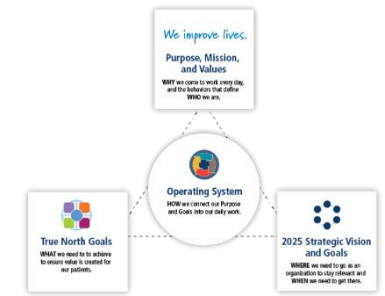 We improve lives.
Purpose, Mission,
and Values
WHY we come to work every day,
and the behaviors that define
WHO we are.
Operating System
HOW we connect our Purpose
and Goals into our daily work.
True North Goals
WHAT we need to to achieve
to ensure value is created for
our patients.
2025 Strategic Vision
and Goals
WHERE we need to go as an
organization to stay relevant and
WHEN we need to get there.